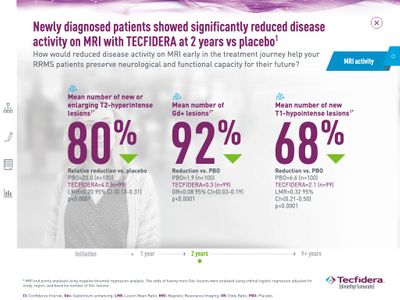 Newly diagnosed patients showed significantly reduced disease
activity on MRI with TECFIDERA at 2 years vs placebo¹
How would reduced disease activity on MRI early in the treatment journey help your
RRMS patients preserve neurological and functional capacity for their future?
MRI activity
Mean number of new or
enlarging T2-hyperintense
lesions¹*
80%
Relative reduction vs. placebo
PBO=20.0 (n=100)
TECFIDERA=4.0 (n=99)
LMR=0.20 95% CI (0.13-0.31)
p<0.0001
Mean number of
Gd+ lesions¹*
92%
Reduction vs. PBO
PBO=1.9 (n=100)
TECFIDERA=0.3 (n=99)
OR=0.08 95% CI=(0.03-0.19)
p<0.0001
Mean number of new
T1-hypointense lesions¹*
68%
Reduction vs. PBO
PBO=6.6 (n=100)
TECFIDERA=2.1 (n=99)
LMR=0.32 95%
CI=(0.21-0.50)
p<0.0001
Initiation
1 year
2 years
9+ years
* MRI end points analysed using negative binomial regression analysis. The odds of having more Gd+ lesions were analysed using ordinal logistic regression adjusted for
study, region, and baseline number of Gd+ lesions.
CI: Confidence Interval, Gd+: Gadolinium-enhancing, LMR: Lesion Mean Ratio, MRI: Magnetic Resonance Imaging, OR: Odds Ratio, PBO: Placebo.
Tecfidera
(dimethyl fumarate)